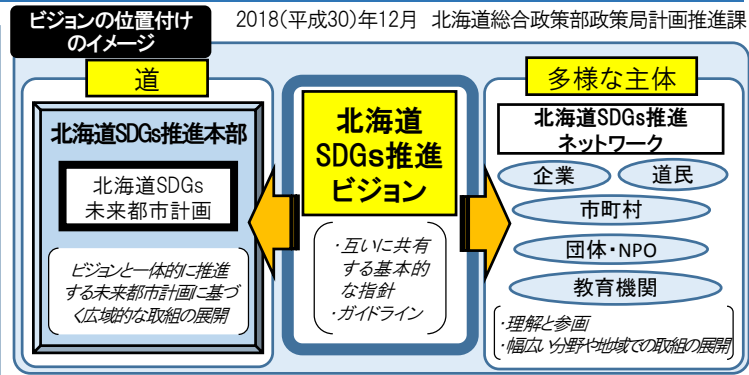 ビジョンの位置付け
のイメージ
2018(平成30)年12月 北海道総合政策部政策局計画推進課
道
北海道SDGs推進本部
北海道SDGs
未来都市計画
ビジョンと一体的に推進
する未来都市計画に基づ
く広域的な取組の展開
北海道
SDGs推進
ビジョン
・互いに共有
する基本的
な指針
・ガイドライン
多様な主体
北海道SDGs推進
ネットワーク
企業
道民
市町村
団体・NPO
教育機関
・理解と参画
・幅広い分野や地域での取組の展開